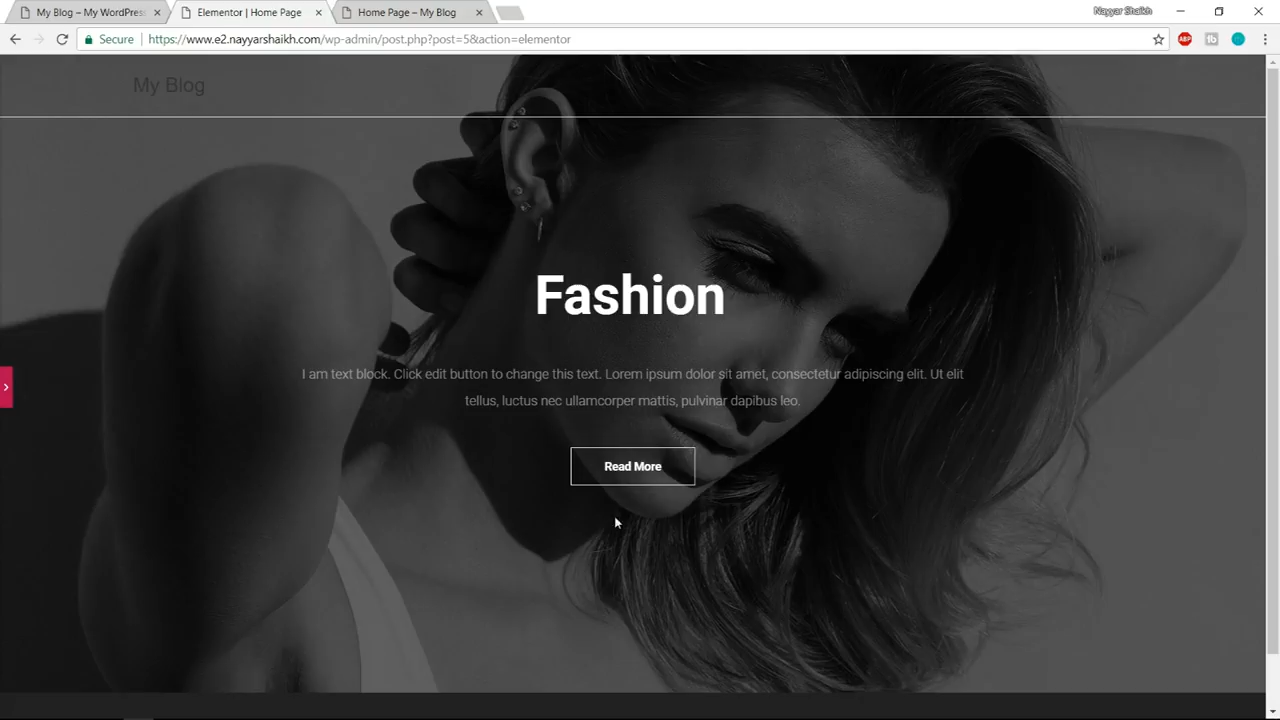 My Blog – My WordPress
Elementor | Home Page
Home Page – My Blog
Nayyar Shaikh
Secure
https://www.e2.nayyarshaikh.com/wp-admin/post.php?post=5&action=elementor
ABP
My Blog
Fashion
I am text block. Click edit button to change this text. Lorem ipsum dolor sit amet, consectetur adipiscing elit. Ut elit
tellus, luctus nec ullamcorper mattis, pulvinar dapibus leo.
Read More